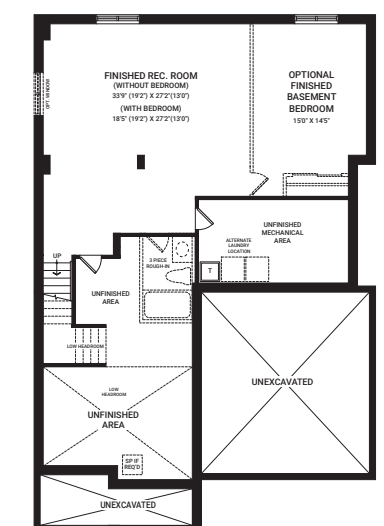 FINISHED REC. ROOM
(WITHOUT BEDROOM)
33'9" (19'2") X 27'2"(13'0")
(WITH BEDROOM)
18'5" (19'2") X 27'2"(13'0")
OPTIONAL
FINISHED
BASEMENT
BEDROOM
15'0" X 14'5"
OPT. WINDOW
UNFINISHED
MECHANICAL
AREA
ALTERNATE
LAUNDRY
LOCATION
T
3 PIECE
ROUGH-IN
UP
UNFINISHED
AREA
LOW HEADROOM
LOW
HEADROOM
UNFINISHED
AREA
SP IF
REQ'D
UNEXCAVATED
UNEXCAVATED